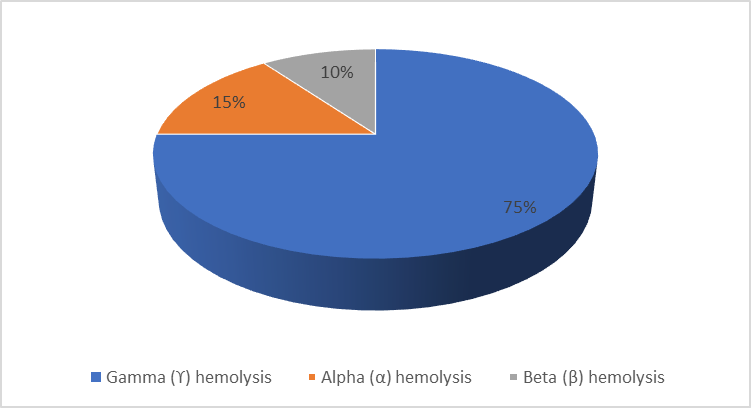 10%
15%
75%
Gamma (ϒ) hemolysis Alpha (α) hemolysis Beta (β) hemolysis